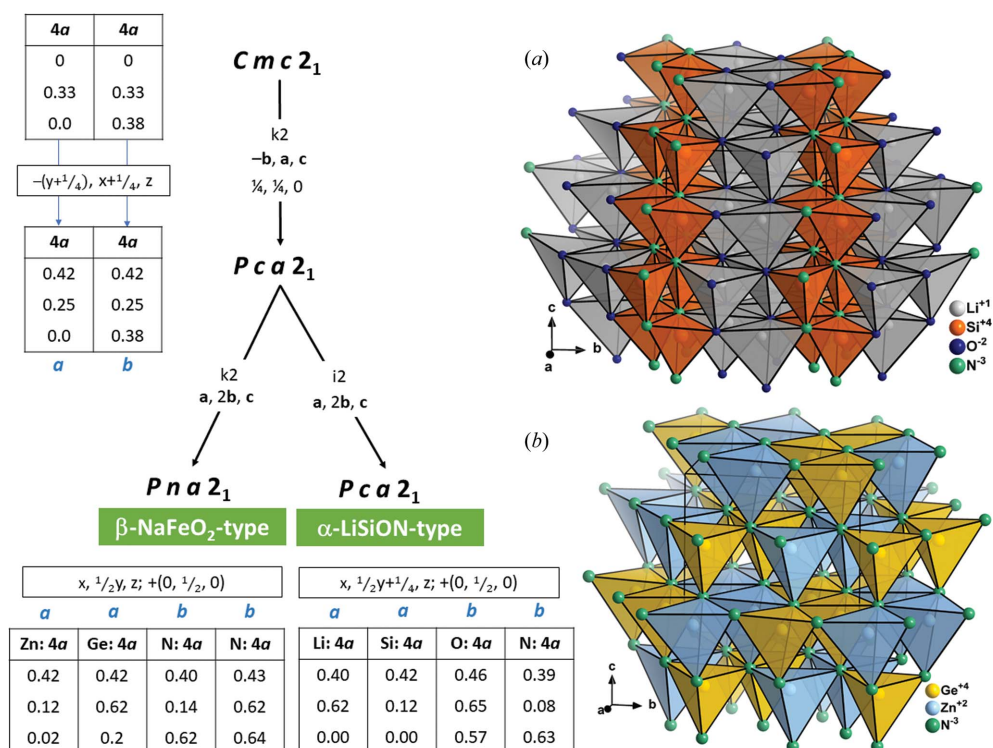 4a 4a
0 0
0.33 0.33
0.0 0.38
–(y+1/4), x+1/4, z
4a 4a
0.42 0.42
0.25 0.25
0.0 0.38
a b
C m c 2₁
k2
–b, a, c
¼, ¼, 0
P c a 2₁
k2
a, 2b, c
i2
a, 2b, c
P n a 2₁
β-NaFeO₂-type
P c a 2₁
α-LiSiON-type
x, 1/2y, z; +(0, 1/2, 0)
a a b b
Zn: 4a Ge: 4a N: 4a N: 4a
0.42 0.42 0.40 0.43
0.12 0.62 0.14 0.62
0.02 0.2 0.62 0.64
x, 1/2y+1/4, z; +(0, 1/2, 0)
a a b b
Li: 4a Si: 4a O: 4a N: 4a
0.40 0.42 0.46 0.39
0.62 0.12 0.65 0.08
0.00 0.00 0.57 0.63
(a)
c
b
a
Li⁺¹
Si⁺⁴
O⁻²
N⁻³
(b)
c
a
b
Ge⁺⁴
Zn⁺²
N⁻³